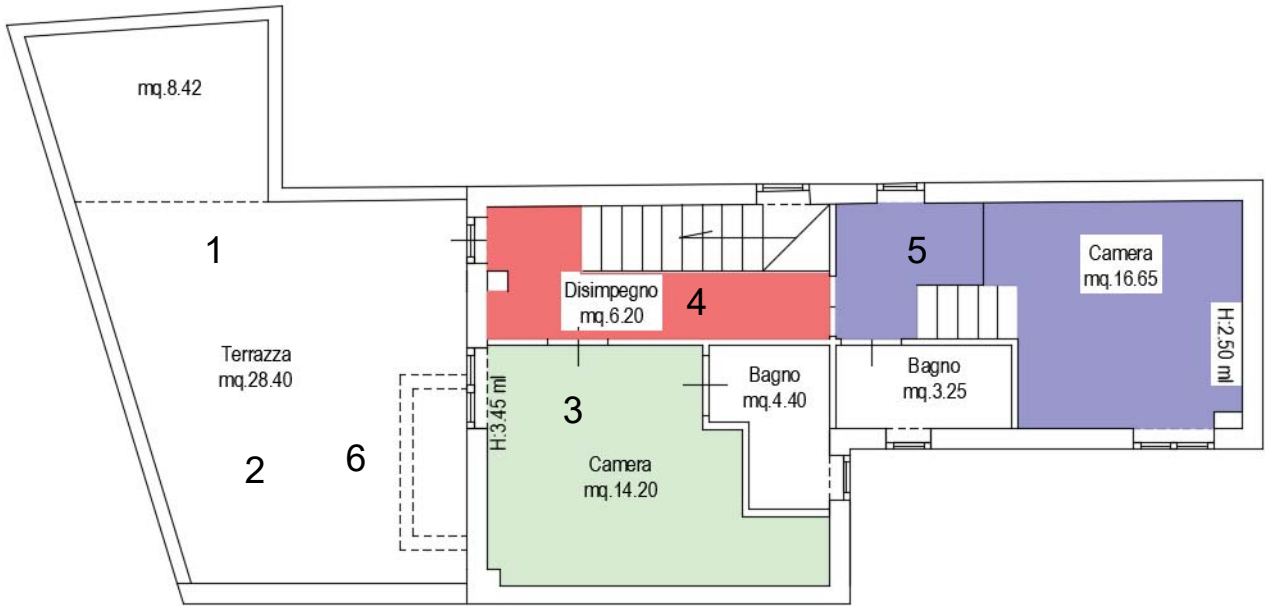 mq.8.42
1
5
Camera
mq.16.65
Disimpegno
mq.6.20
4
H:2.50 ml
Terrazza
mq.28.40
Bagno
mq.4.40
Bagno
mq.3.25
H:3.45 ml
3
2
6
Camera
mq.14.20